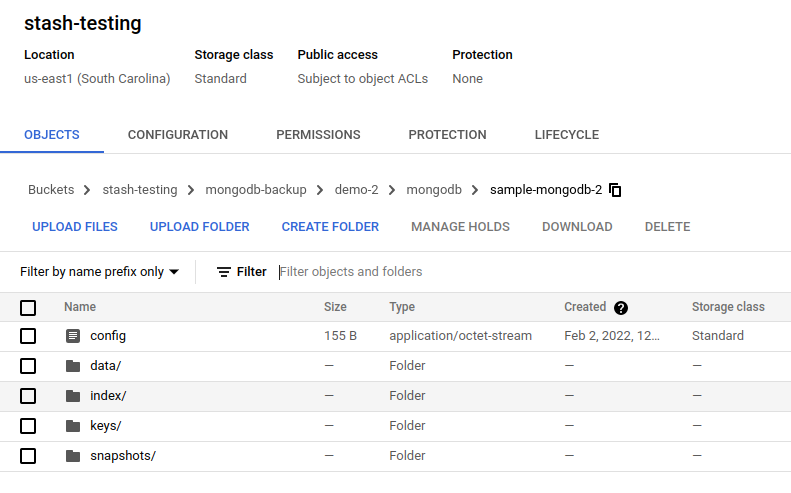 stash-testing
Location Storage class Public access Protection
us-east1 (South Carolina) Standard Subject to object ACLs None
OBJECTS CONFIGURATION PERMISSIONS PROTECTION LIFECYCLE
Buckets stash-testing mongodb-backup demo-2 mongodb sample-mongodb-2
UPLOAD FILES UPLOAD FOLDER CREATE FOLDER MANAGE HOLDS DOWNLOAD DELETE
Filter by name prefix only Filter Filter objects and folders
Name Size Type Created ? Storage class
config 155 B application/octet-stream Feb 2, 2022, 12... Standard
data/ — Folder — —
index/ — Folder — —
keys/ — Folder — —
snapshots/ — Folder — —